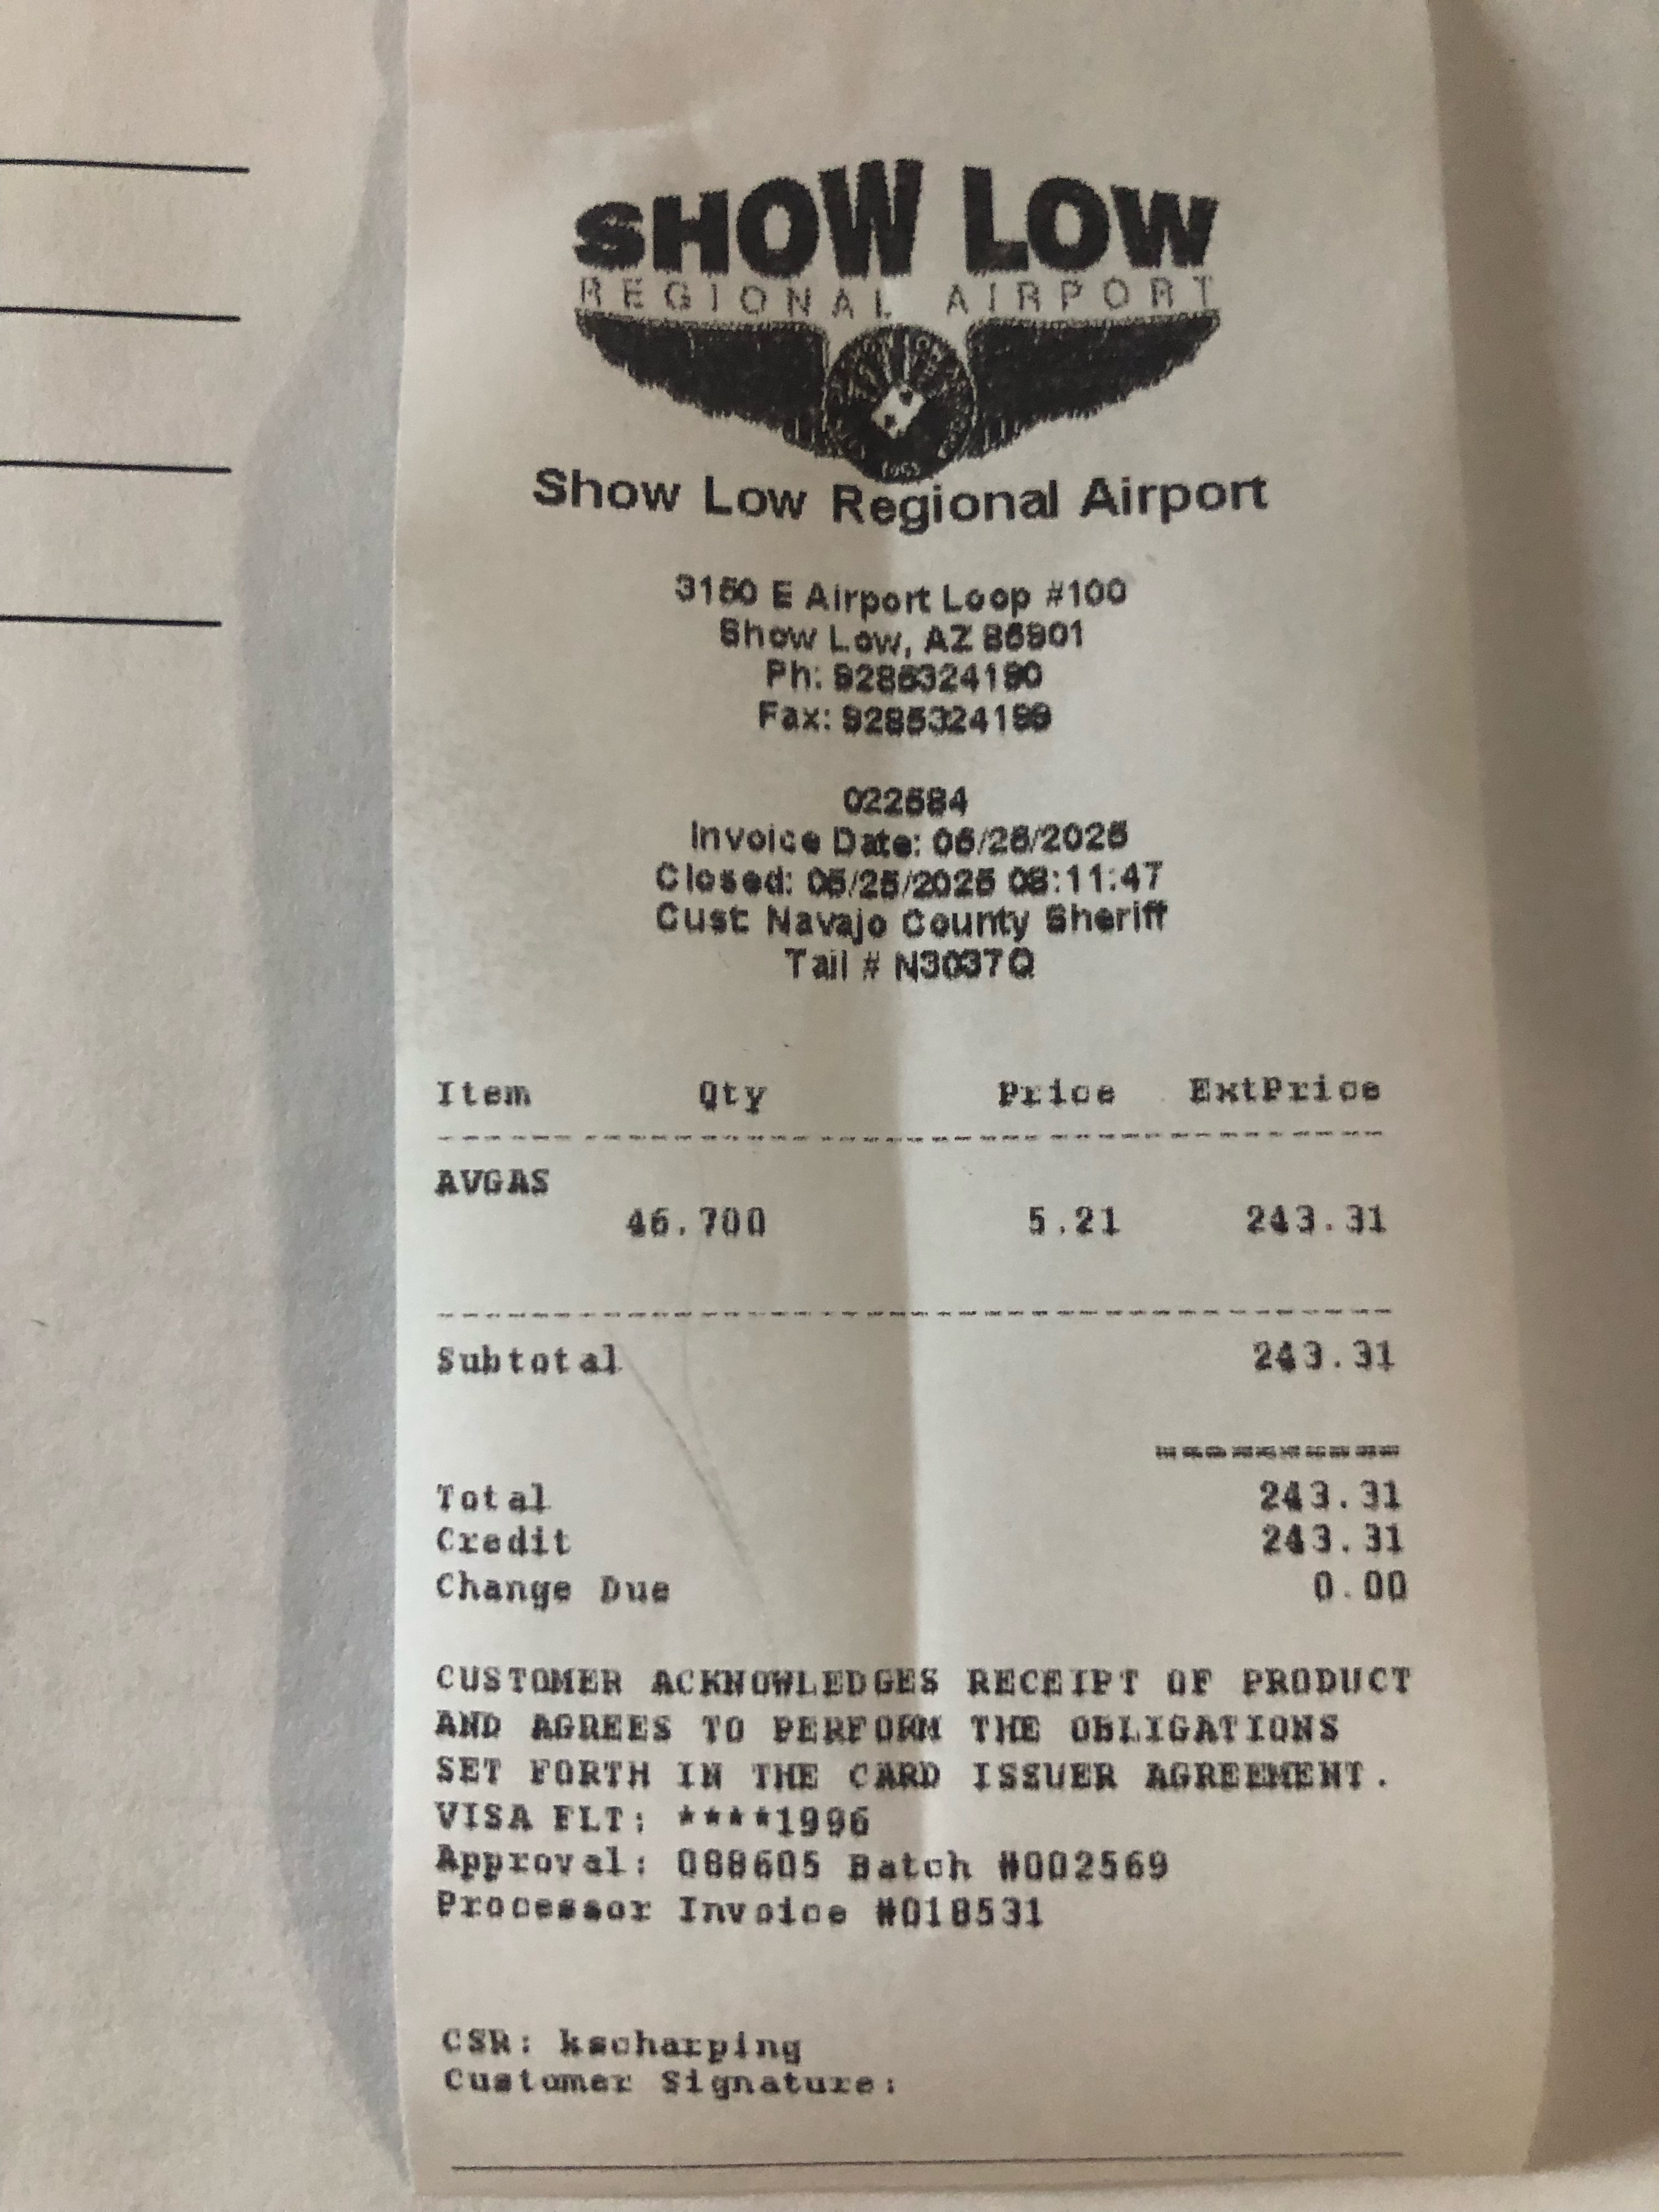 SHOW LOW
REGIONAL AIRPORT
Show Low Regional Airport
3150 E Airport Loop #100
Show Low, AZ 85901
Ph: 9285324190
Fax: 9285324199
Invoice Date: 05/25/2025
Closed: 05/25/2025 08:11:47
Cust: Navajo County Sheriff
Tail # N3037Q
Item Qty Price ExtPrice
AVGAS
46.700 5.21 243.31
Subtotal 243.31
Total 243.31
Credit 243.31
Change Due 0.00
CUSTOMER ACKNOWLEDGES RECEIPT OF PRODUCT
AND AGREES TO PERFORM THE OBLIGATIONS
SET FORTH IN THE CARD ISSUER AGREEMENT.
VISA FLT: ****1996
Approval: 088605 Batch #002569
Processor Invoice #018531
CSR: kscharping
Customer Signature: